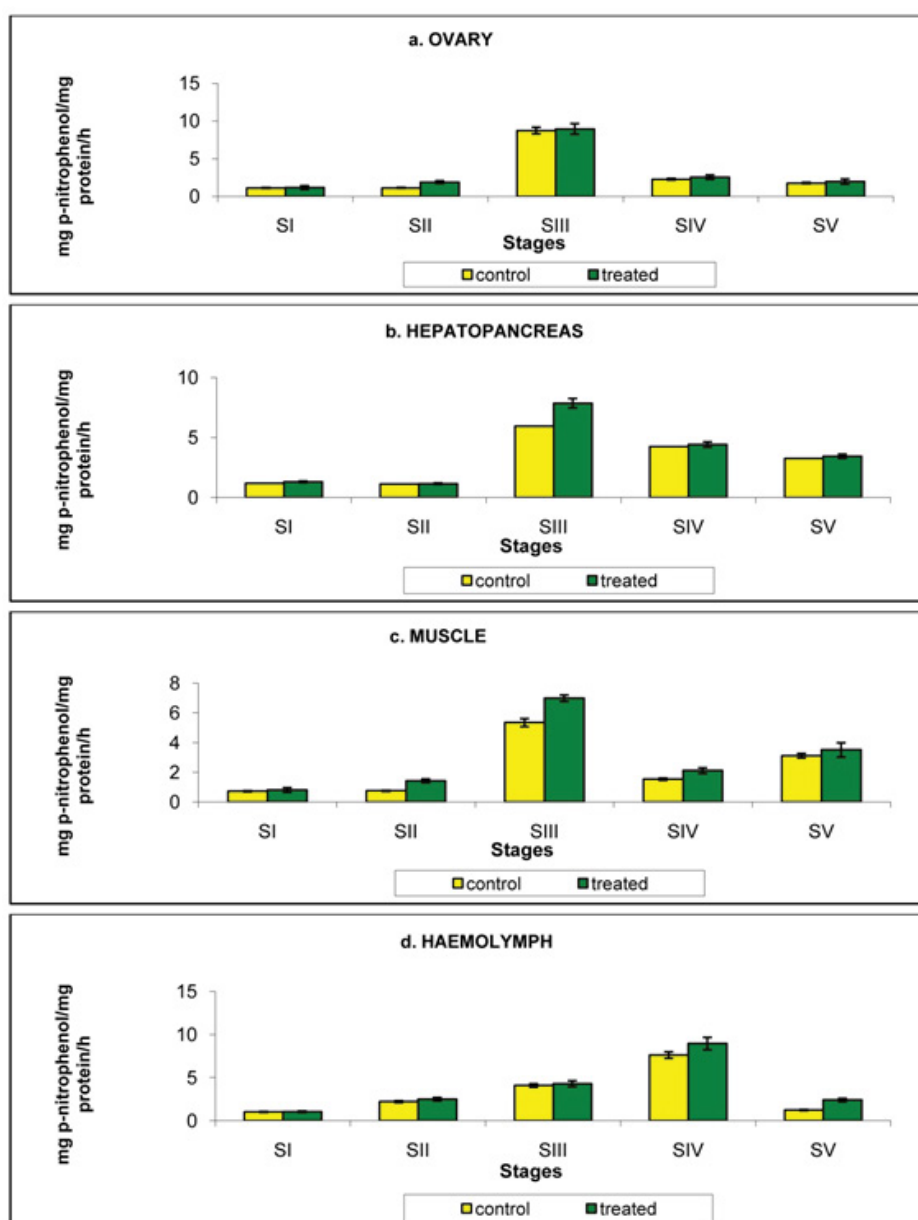 a. OVARY
mg p-nitrophenol/mg
protein/h
15
10
5
0
SI SII SIII SIV SV
Stages
control treated
b. HEPATOPANCREAS
mg p-nitrophenol/mg
protein/h
10
5
0
SI SII SIII SIV SV
Stages
control treated
c. MUSCLE
mg p-nitrophenol/mg
protein/h
8
6
4
2
0
SI SII SIII SIV SV
Stages
control treated
d. HAEMOLYMPH
mg p-nitrophenol/mg
protein/h
15
10
5
0
SI SII SIII SIV SV
Stages
control treated